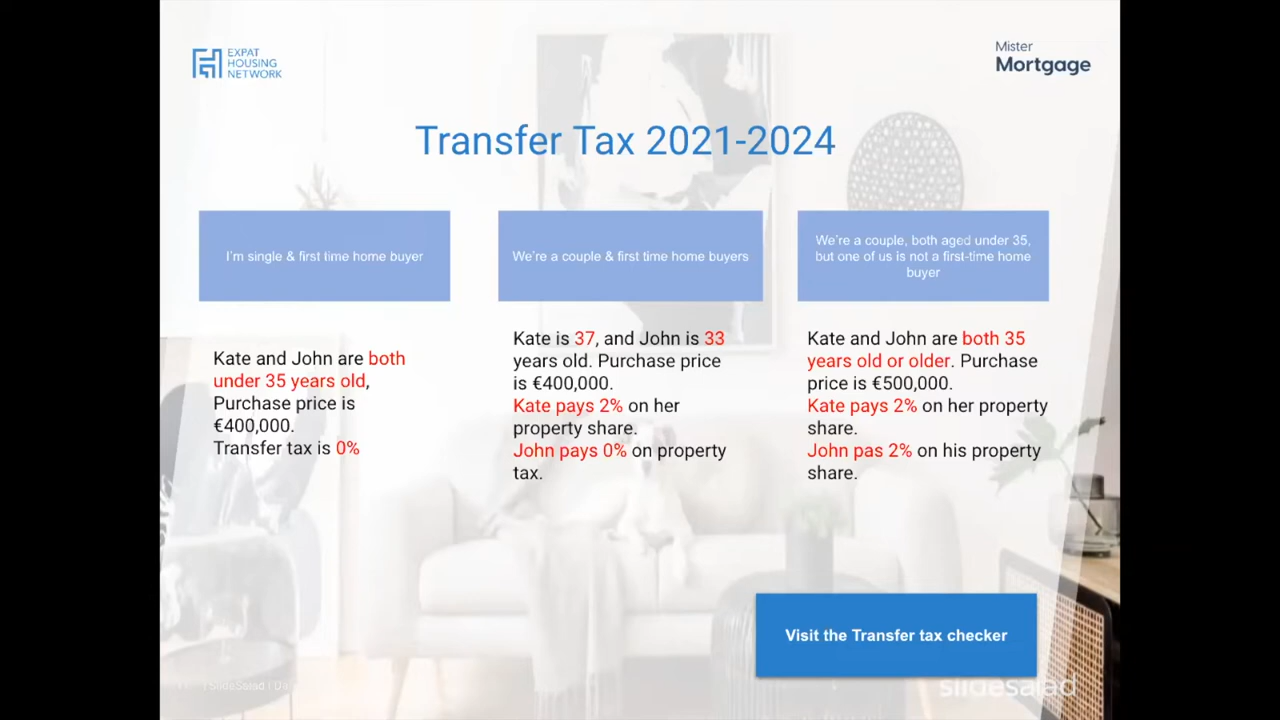 EXPAT
HOUSING
NETWORK
Mister
Mortgage
Transfer Tax 2021-2024
I'm single & first time home buyer
We're a couple & first time home buyers
We're a couple, both aged under 35,
but one of us is not a first-time home
buyer
Kate and John are both
under 35 years old,
Purchase price is
€400,000.
Transfer tax is 0%
Kate is 37, and John is 33
years old. Purchase price
is €400,000.
Kate pays 2% on her
property share.
John pays 0% on property
tax.
Kate and John are both 35
years old or older. Purchase
price is €500,000.
Kate pays 2% on her property
share.
John pas 2% on his property
share.
Visit the Transfer tax checker
| SlideSalad |
slidesalad